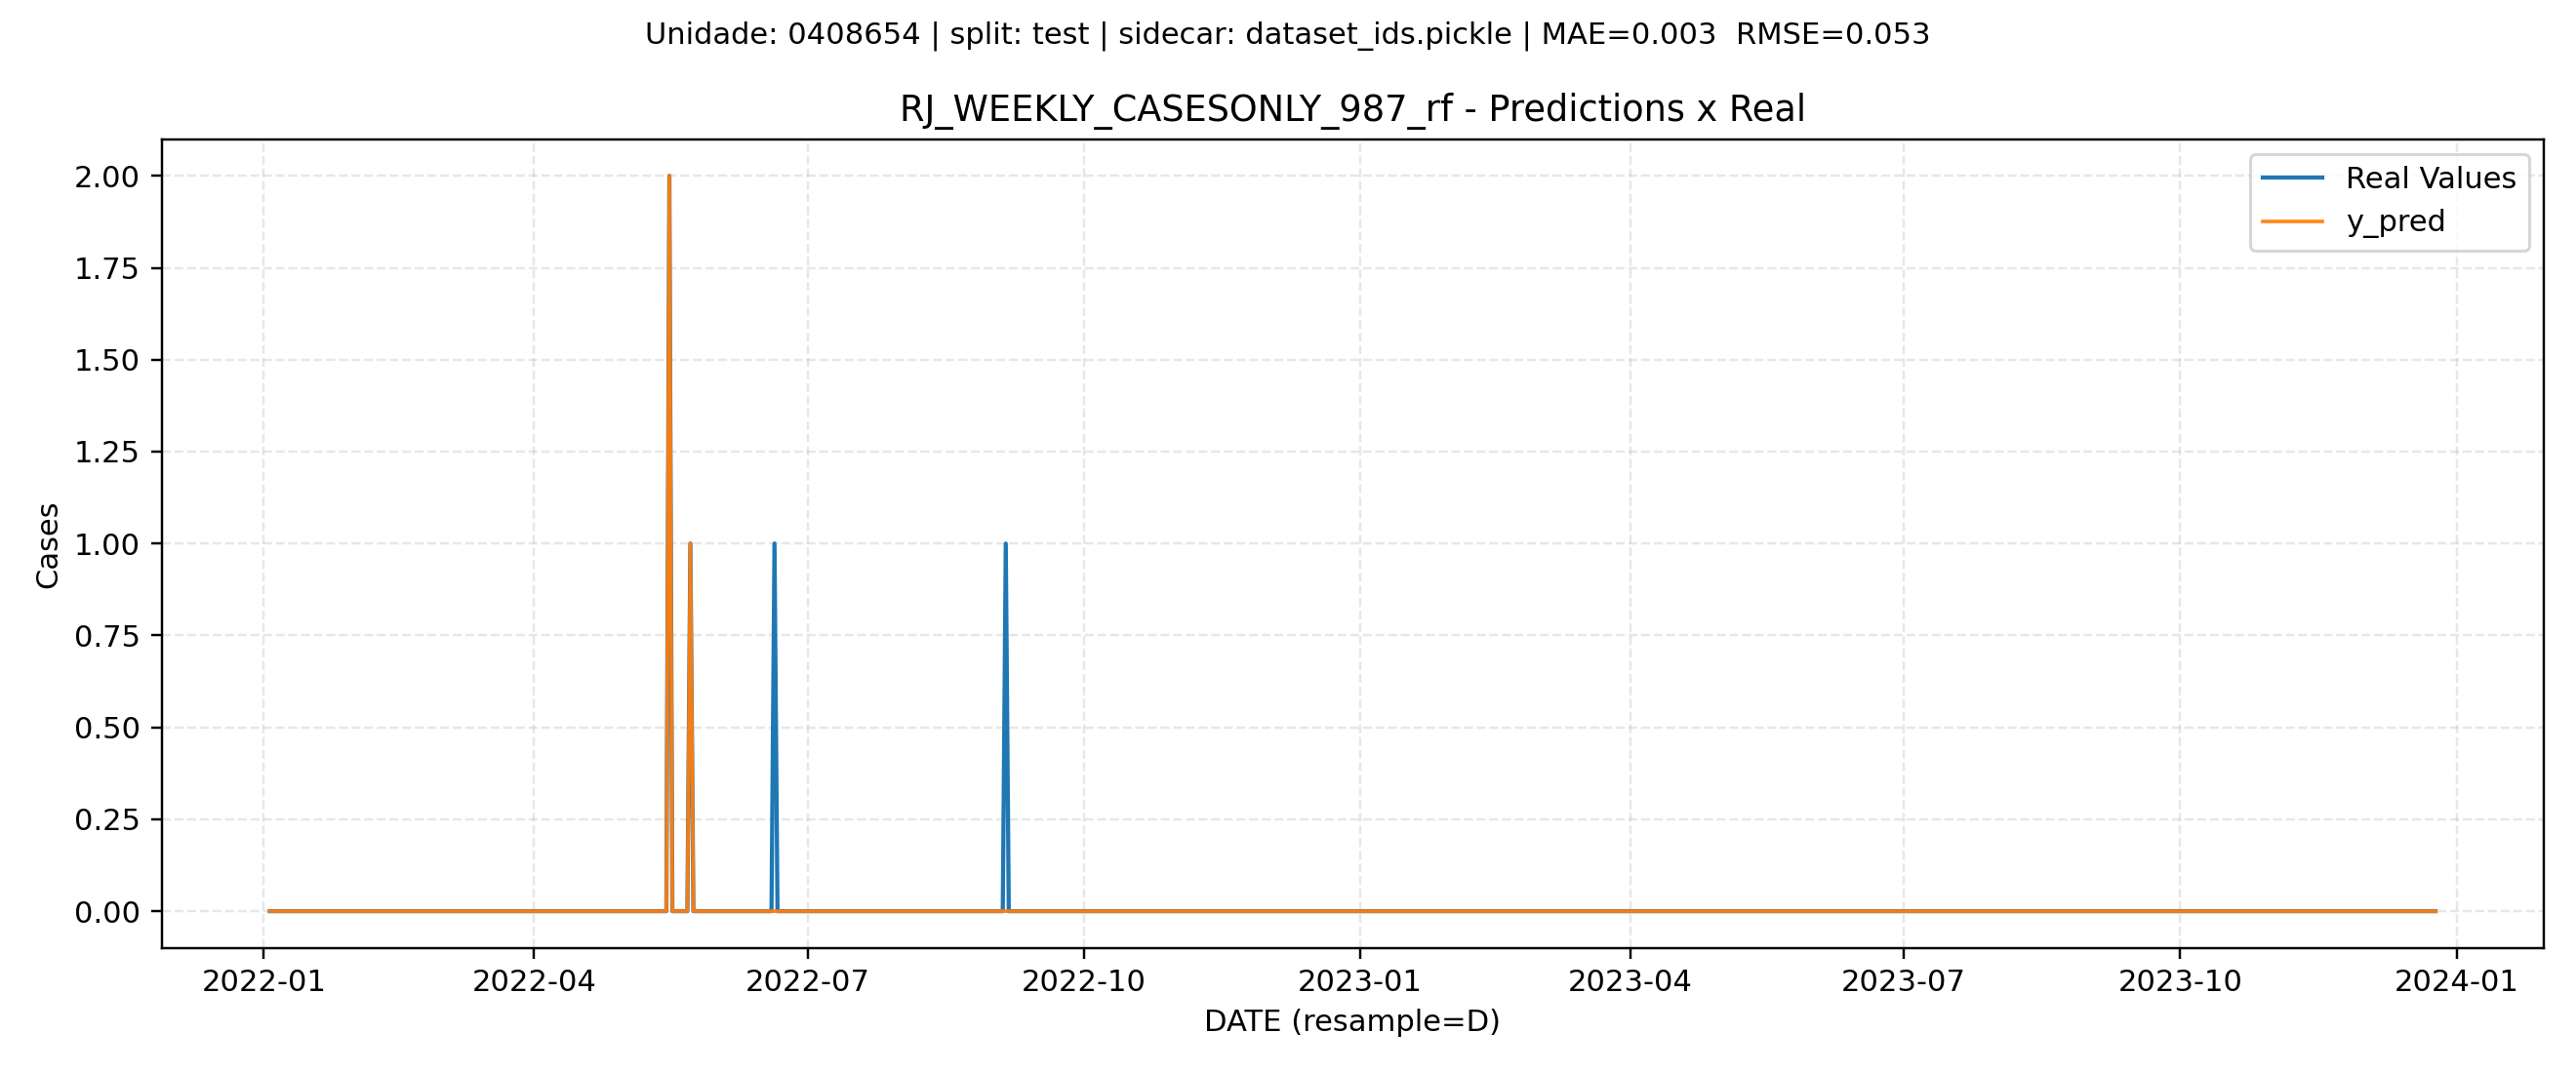 Unidade: 0408654 | split: test | sidecar: dataset_ids.pickle | MAE=0.003  RMSE=0.053
RJ_WEEKLY_CASESONLY_987_rf - Predictions x Real
Real Values
y_pred
2.00
1.75
1.50
1.25
1.00
0.75
0.50
0.25
0.00
Cases
2022-01 2022-04 2022-07 2022-10 2023-01 2023-04 2023-07 2023-10 2024-01
DATE (resample=D)